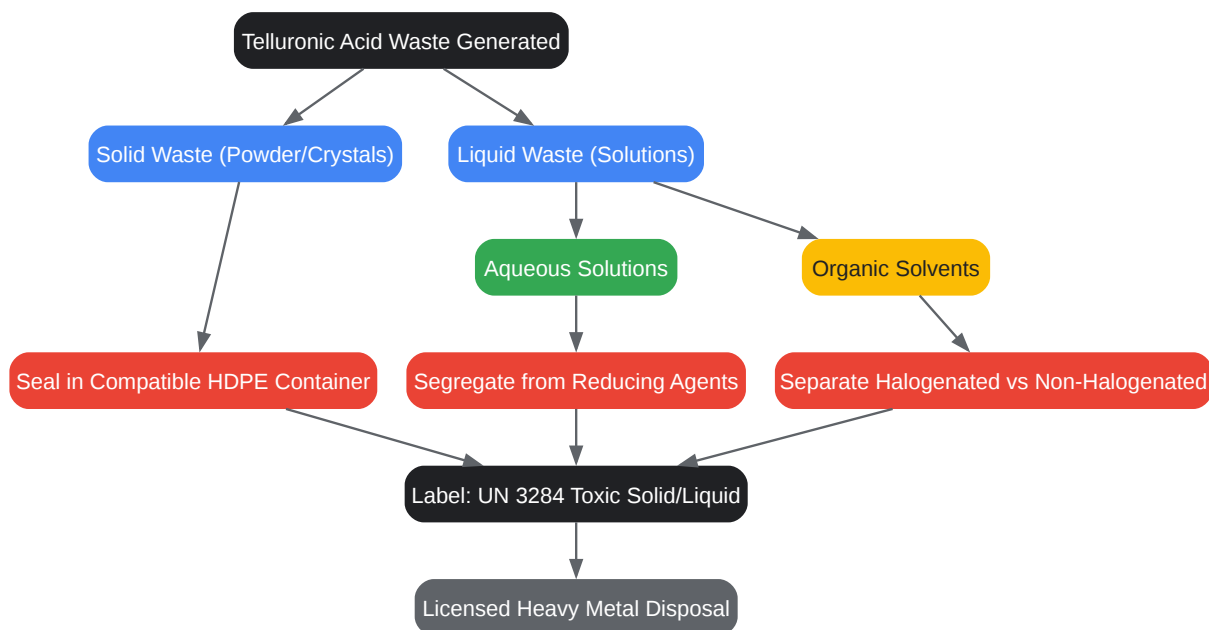 Telluronic Acid Waste Generated
Solid Waste (Powder/Crystals)
Liquid Waste (Solutions)
Aqueous Solutions
Organic Solvents
Seal in Compatible HDPE Container
Segregate from Reducing Agents
Separate Halogenated vs Non-Halogenated
Label: UN 3284 Toxic Solid/Liquid
Licensed Heavy Metal Disposal